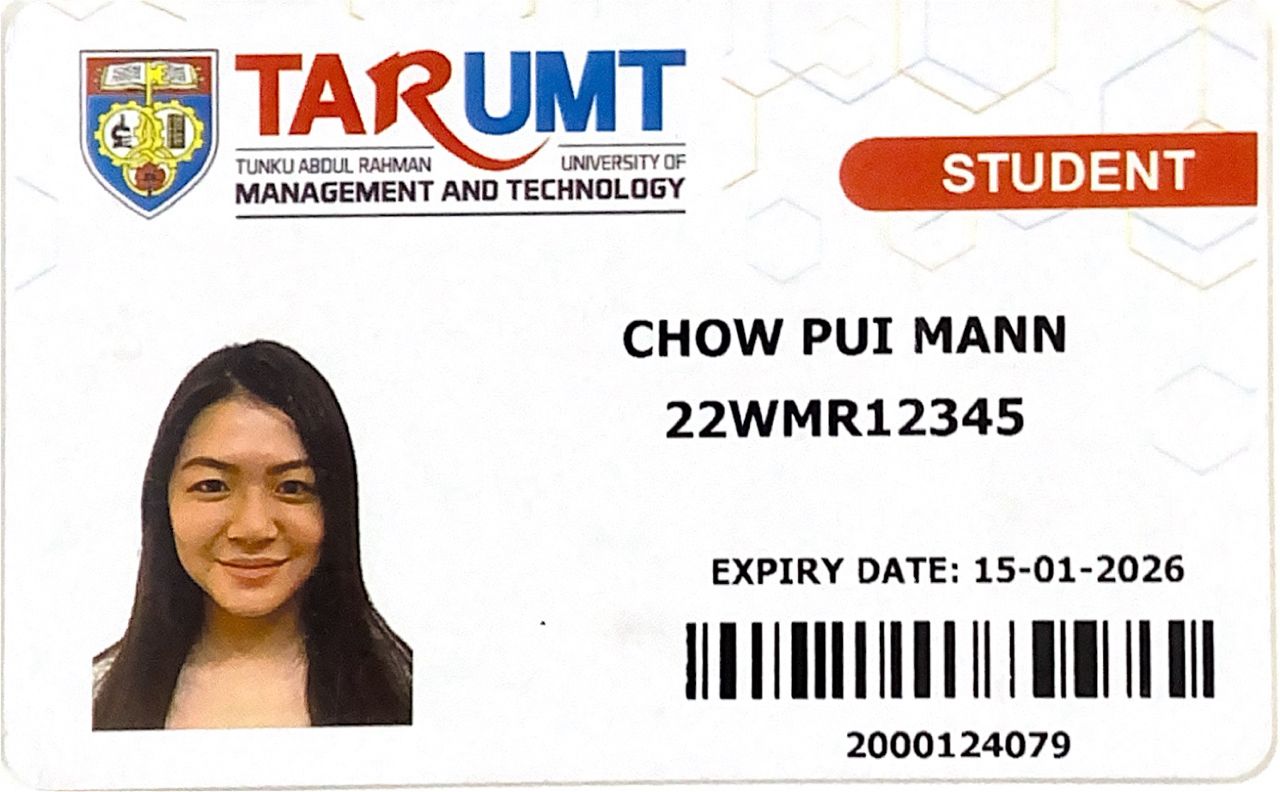 TARUMT
TUNKU ABDUL RAHMAN UNIVERSITY OF
MANAGEMENT AND TECHNOLOGY
STUDENT
CHOW PUI MANN
22WMR12345
EXPIRY DATE: 15-01-2026
2000124079